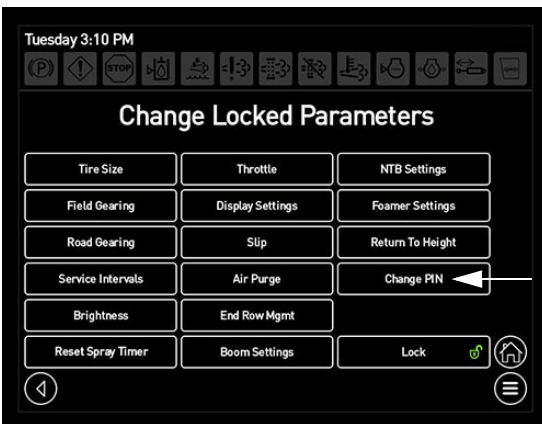 Tuesday 3:10 PM
P STOP
Change Locked Parameters
Tire Size Throttle NTB Settings
Field Gearing Display Settings Foamer Settings
Road Gearing Slip Return To Height
Service Intervals Air Purge Change PIN
Brightness End Row Mgmt
Reset Spray Timer Boom Settings Lock